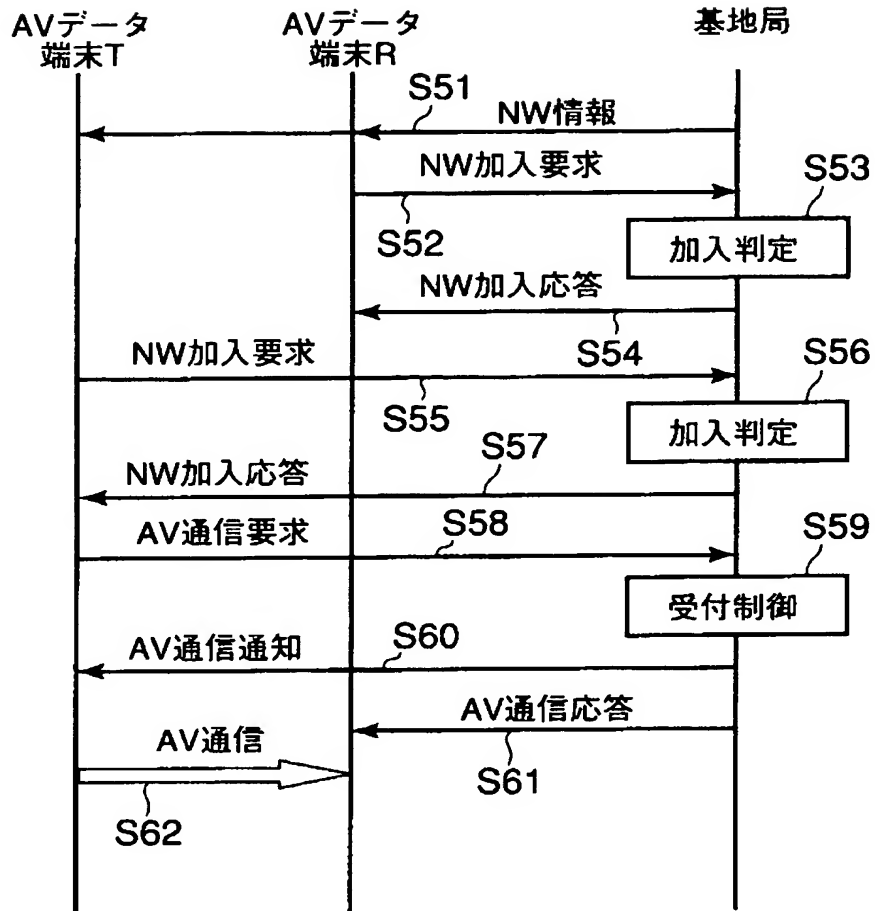 AVデータ
端末T
AVデータ
端末R
基地局
S51
NW情報
NW加入要求
S52
S53
加入判定
NW加入応答
S54
NW加入要求
S55
S56
加入判定
S57
NW加入応答
AV通信要求
S58
S59
受付制御
AV通信通知
S60
AV通信応答
S61
AV通信
S62